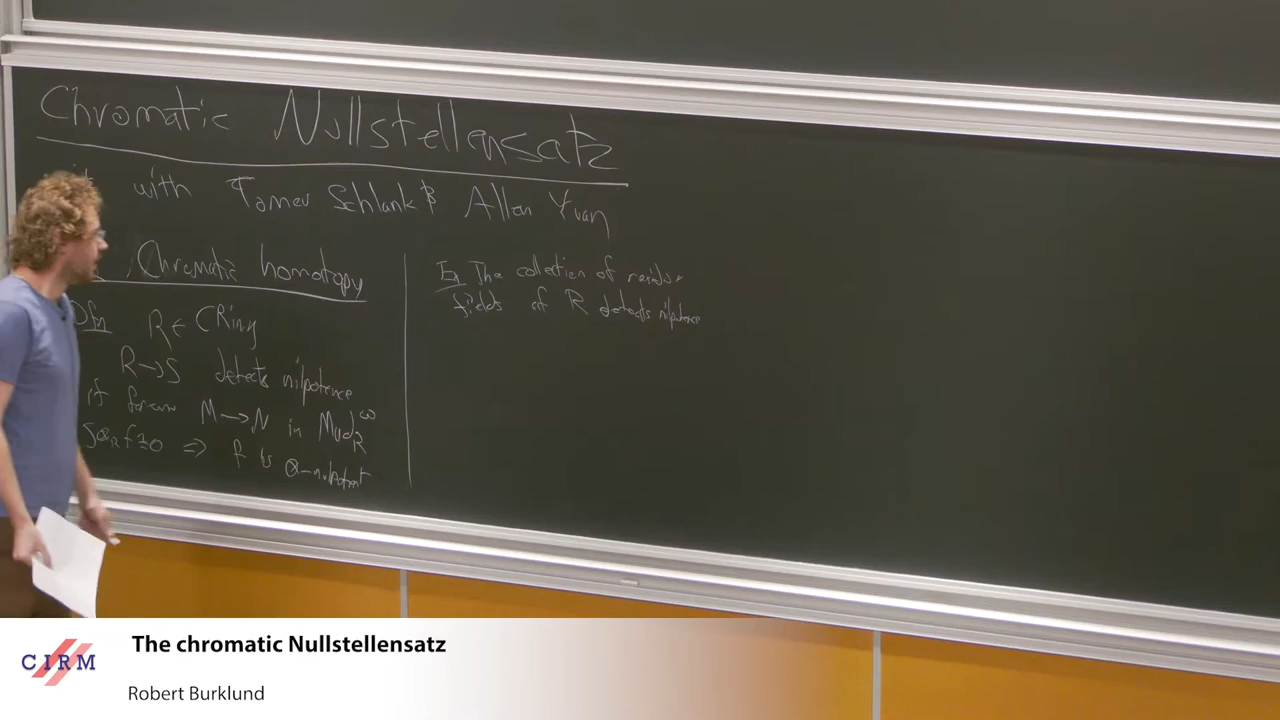 Chromatic Nullstellensatz
with Tomer Schlank & Allen Yuan
Chromatic homotopy
Dfn R ∈ CRing
R → S detects nilpotence
if for every M → N in Mod_R^ω
S⊗_R f = 0 ⇒ f is ⊗-nilpotent
Ex. The collection of residue
fields of R detects nilpotence
CIRM
The chromatic Nullstellensatz
Robert Burklund